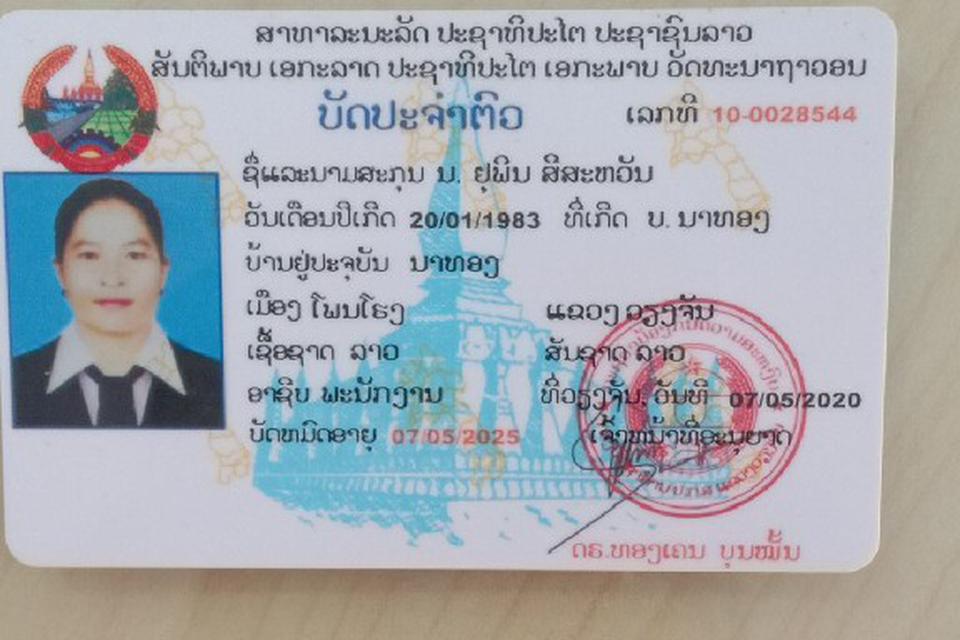 ສາທາລະນະລັດ ປະຊາທິປະໄຕ ປະຊາຊົນລາວ
ສັນຕິພາບ ເອກະລາດ ປະຊາທິປະໄຕ ເອກະພາບ ວັດທະນາຖາວອນ
ບັດປະຈຳຕົວ ເລກທີ 10-0028544
ຊື່ແລະນາມສະກຸນ ນ. ຢຸພິນ ສີສະຫວັນ
ວັນເດືອນປີເກີດ 20/01/1983 ທີ່ເກີດ ບ. ນາທອງ
ບ້ານຢູ່ປະຈຸບັນ ນາທອງ
ເມືອງ ໂພນໂຮງ ແຂວງ ວຽງຈັນ
ເຊື້ອຊາດ ລາວ ສັນຊາດ ລາວ
ອາຊິບ ພະນັກງານ ທີ່ວຽງຈັນ, ວັນທີ 07/05/2020
ບັດຫມົດອາຍຸ 07/05/2025 ເຈົ້າຫນ້າທີ່ອະນຸຍາດ
ດຣ.ທອງເຄນ ບຸນໝັ້ນ